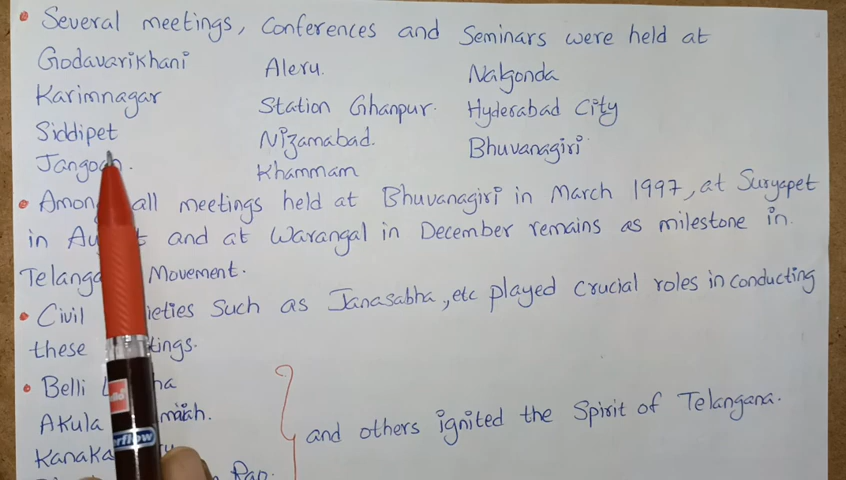 Several meetings, Conferences and Seminars were held at
Godavarikhani Aleru. Nalgonda
Karimnagar Station Ghanpur. Hyderabad City
Siddipet Nizamabad. Bhuvanagiri
Jangoan. Khammam
Among all meetings held at Bhuvanagiri in March 1997, at Suryapet
in and at Warangal in December remains as milestone in.
Movement.
Civil Such as Janasabha, etc played crucial roles in conducting
these
Belli
Akula and others ignited the Spirit of Telangana.
Rao.